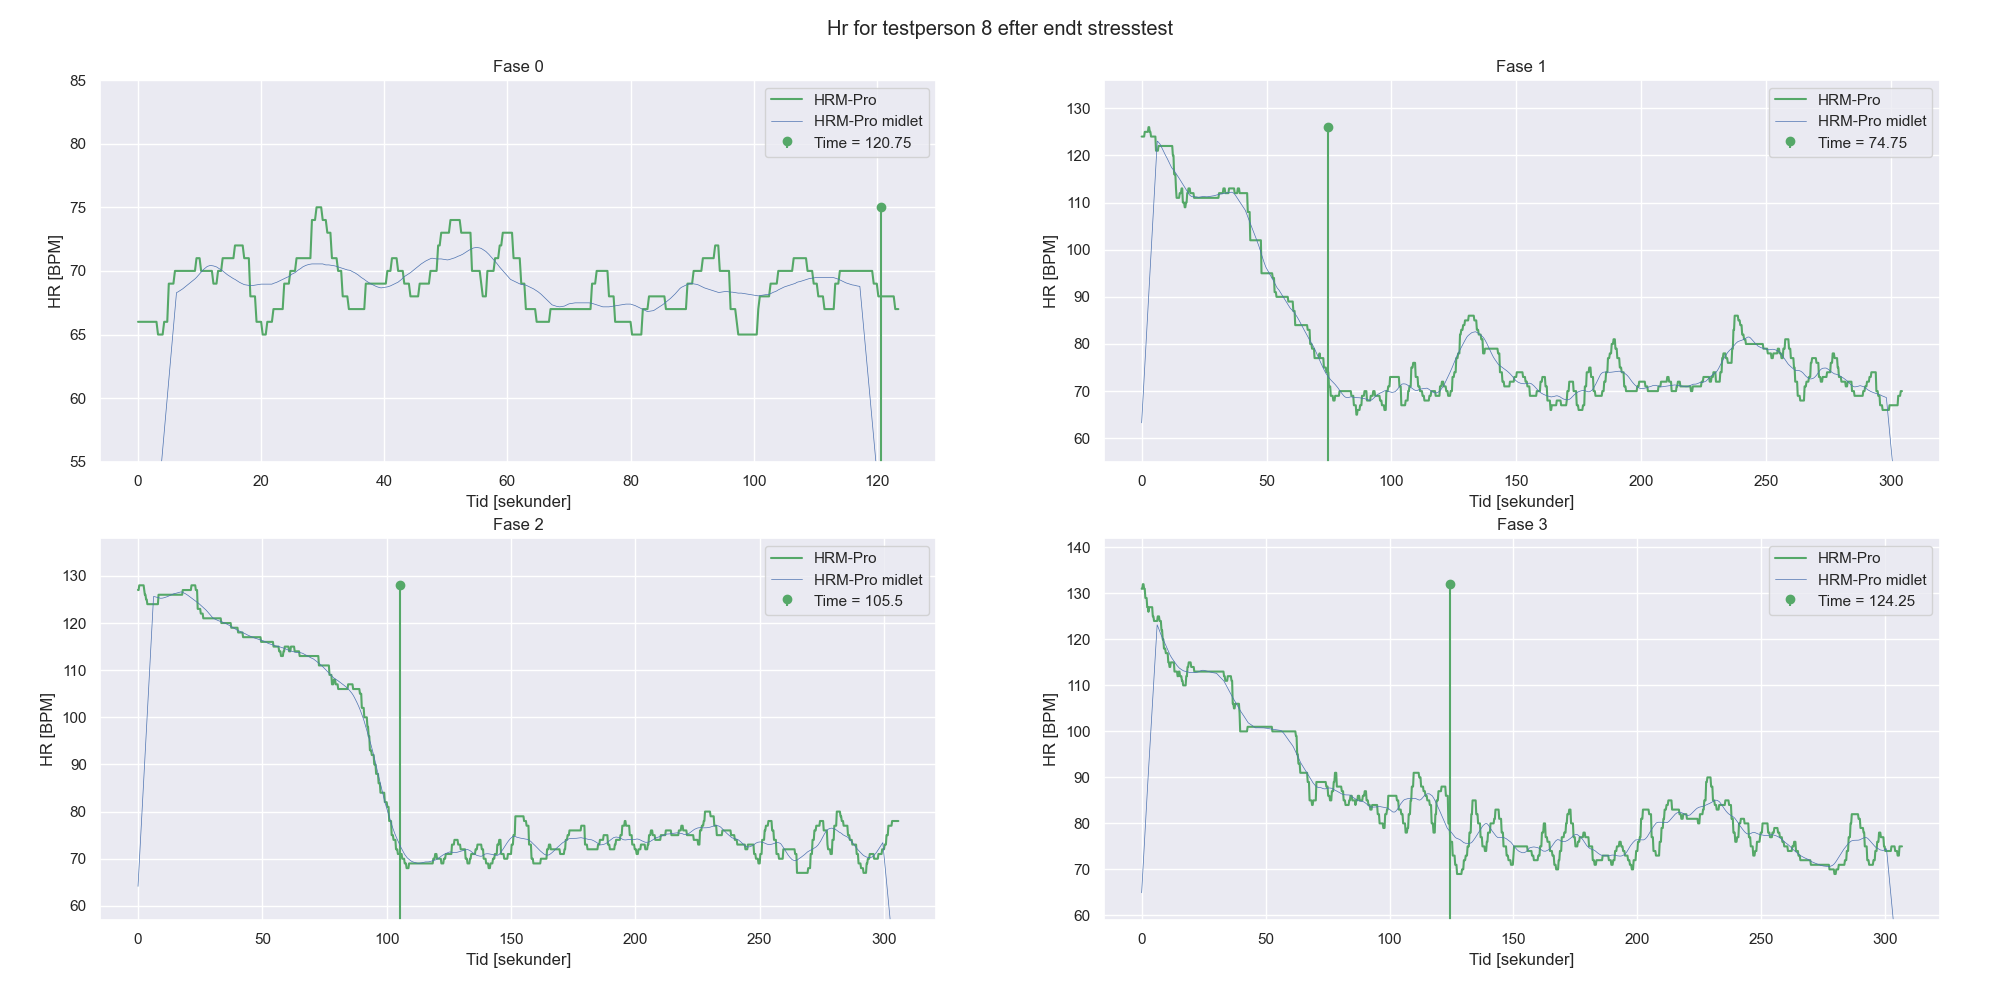 Hr for testperson 8 efter endt stresstest
Fase 0
85
80
75
70
65
60
55
HR [BPM]
HRM-Pro
HRM-Pro midlet
Time = 120.75
0 20 40 60 80 100 120
Tid [sekunder]
Fase 1
130
120
110
100
90
80
70
60
HR [BPM]
HRM-Pro
HRM-Pro midlet
Time = 74.75
0 50 100 150 200 250 300
Tid [sekunder]
Fase 2
130
120
110
100
90
80
70
60
HR [BPM]
HRM-Pro
HRM-Pro midlet
Time = 105.5
0 50 100 150 200 250 300
Tid [sekunder]
Fase 3
140
130
120
110
100
90
80
70
60
HR [BPM]
HRM-Pro
HRM-Pro midlet
Time = 124.25
0 50 100 150 200 250 300
Tid [sekunder]